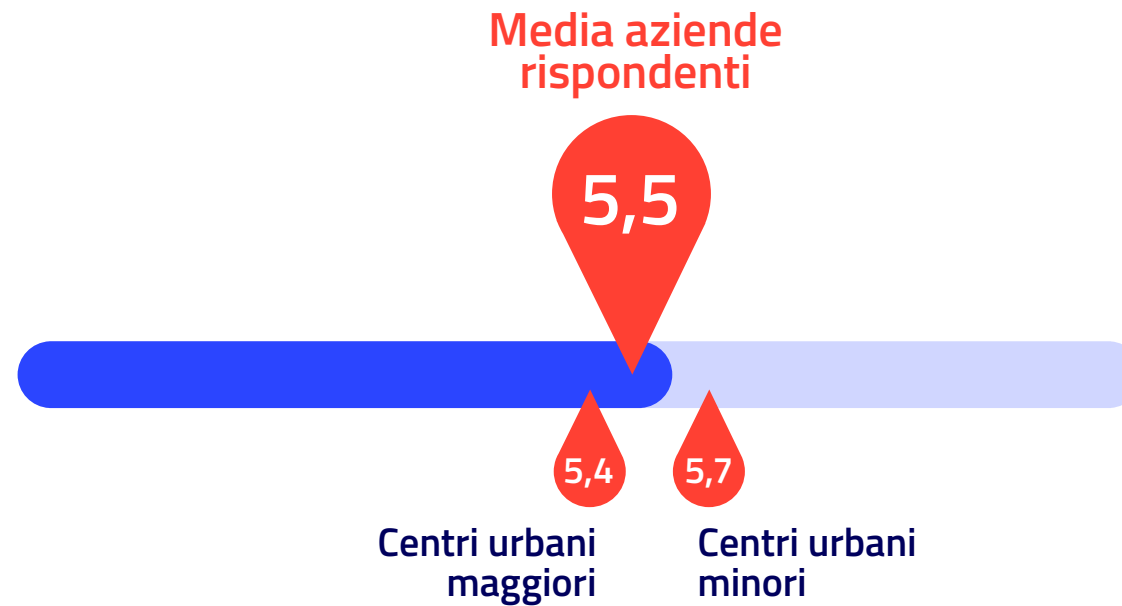 Media aziende
rispondenti
5,5
5,4
5,7
Centri urbani
maggiori
Centri urbani
minori